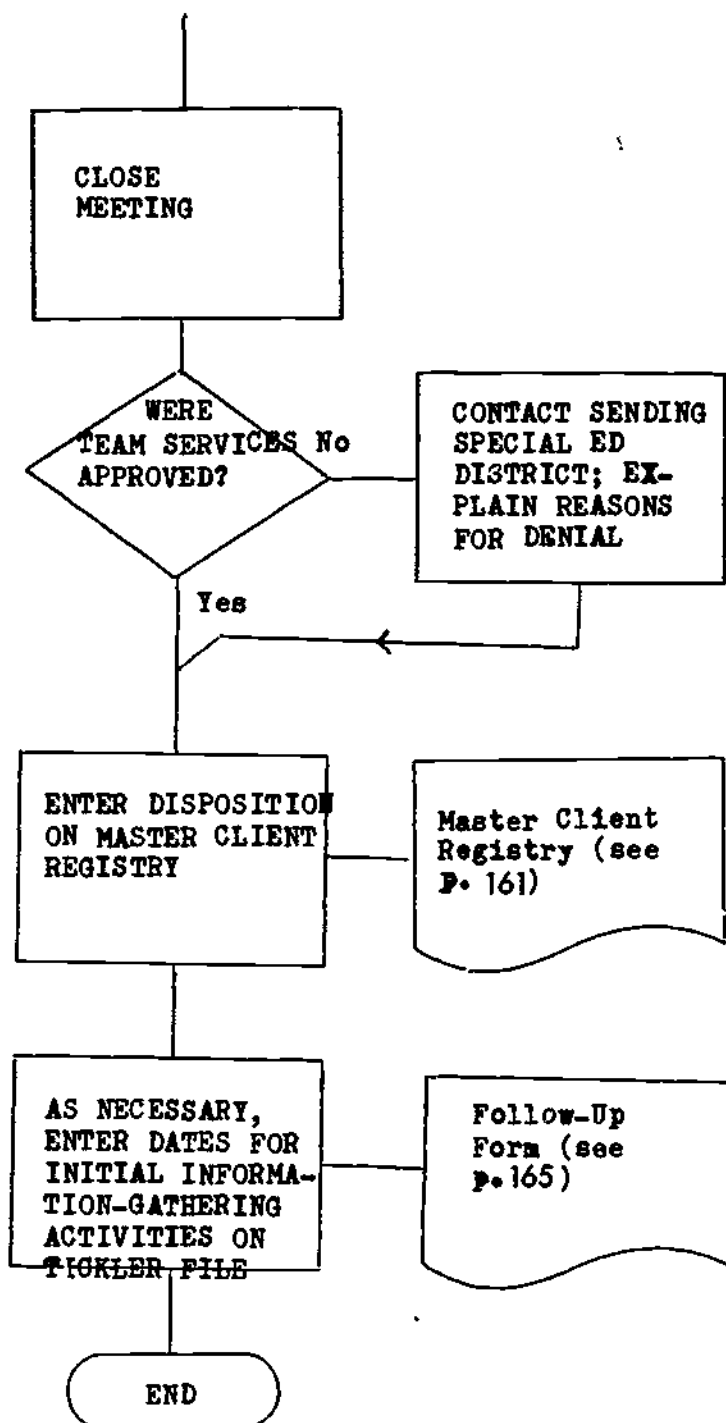 CLOSE
MEETING
WERE
TEAM SERVICES No
APPROVED?
CONTACT SENDING
SPECIAL ED
DISTRICT; EX-
PLAIN REASONS
FOR DENIAL
Yes
ENTER DISPOSITION
ON MASTER CLIENT
REGISTRY
Master Client
Registry (see
p. 161)
AS NECESSARY,
ENTER DATES FOR
INITIAL INFORMA-
TION-GATHERING
ACTIVITIES ON
TICKLER FILE
Follow-Up
Form (see
p. 165)
END